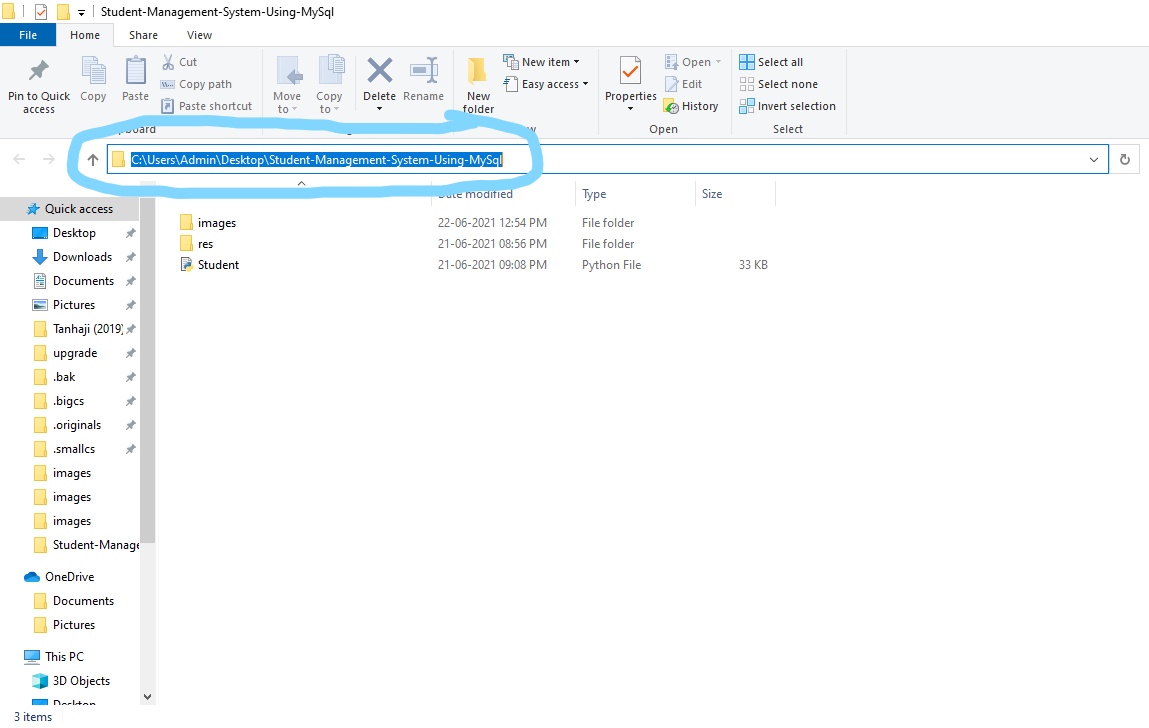 Student-Management-System-Using-MySql
File Home Share View
Pin to Quick access
Copy
Paste
Cut
Copy path
Paste shortcut
Move to
Copy to
Delete
Rename
New folder
New item
Easy access
Properties
Open
Edit
History
Select all
Select none
Invert selection
Open
Select
C:\Users\Admin\Desktop\Student-Management-System-Using-MySql
Date modified Type Size
images 22-06-2021 12:54 PM File folder
res 21-06-2021 08:56 PM File folder
Student 21-06-2021 09:08 PM Python File 33 KB
Quick access
Desktop
Downloads
Documents
Pictures
Tanhaji (2019)
upgrade
.bak
.bigcs
.originals
.smallcs
images
images
images
Student-Manage
OneDrive
Documents
Pictures
This PC
3D Objects
Desktop
3 items